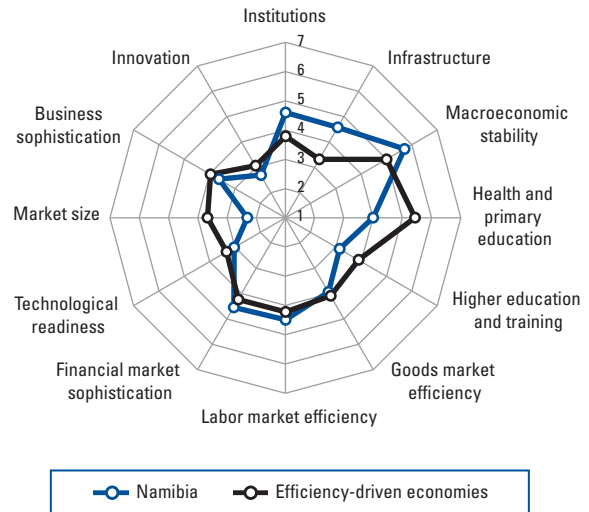 Institutions
7
6
5
4
3
2
1
Infrastructure
Macroeconomic
stability
Health and
primary
education
Higher education
and training
Goods market
efficiency
Labor market efficiency
Financial market
sophistication
Technological
readiness
Market size
Business
sophistication
Innovation
Namibia
Efficiency-driven economies